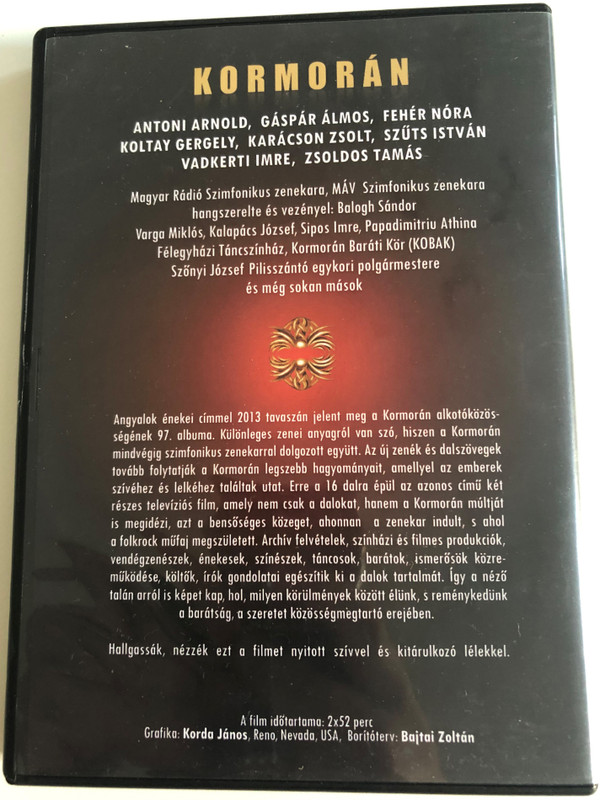 KORMORÁN
ANTONI ARNOLD, GÁSPÁR ÁLMOS, FEHÉR NÓRA
KOLTAY GERGELY, KARÁCSON ZSOLT, SZŰTS ISTVÁN
VADKERTI IMRE, ZSOLDOS TAMÁS
Magyar Rádió Szimfonikus zenekara, MÁV Szimfonikus zenekara
hangszerelte és vezényel: Balogh Sándor
Varga Miklós, Kalapács József, Sipos Imre, Papadimitriu Athina
Félegyházi Táncszínház, Kormorán Baráti Kör (KOBAK)
Szőnyi József Pilisszántó egykori polgármestere
és még sokan mások
Angyalok énekei címmel 2013 tavaszán jelent meg a Kormorán alkotóközös-
ségének 97. albuma. Különleges zenei anyagról van szó, hiszen a Kormorán
mindvégig szimfonikus zenekarral dolgozott együtt. Az új zenék és dalszövegek
tovább folytatják a Kormorán legszebb hagyományait, amellyel az emberek
szívéhez és lelkéhez találtak utat. Erre a 16 dalra épül az azonos című két
részes televíziós film, amely nem csak a dalokat, hanem a Kormorán múltját
is megidézi, azt a bensőséges közeget, ahonnan a zenekar indult, s ahol
a folkrock műfaj megszületett. Archív felvételek, színházi és filmes produkciók,
vendégzenészek, énekesek, színészek, táncosok, barátok, ismerősök közre-
működése, költők, írók gondolatai egészítik ki a dalok tartalmát. Így a néző
talán arról is képet kap, hol, milyen körülmények között élünk, s reménykedünk
a barátság, a szeretet közösségmegtartó erejében.
Hallgassák, nézzék ezt a filmet nyitott szívvel és kitárulkozó lélekkel.
A film időtartama: 2x52 perc
Grafika: Korda János, Reno, Nevada, USA, Borítóterv: Bajtai Zoltán